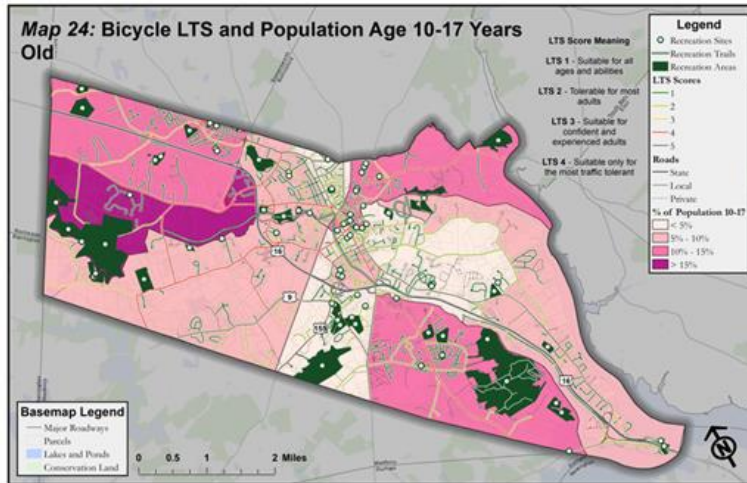 Map 24: Bicycle LTS and Population Age 10-17 Years
Old
LTS Score Meaning
LTS 1 - Suitable for all
ages and abilities
LTS 2 - Tolerable for most
adults
LTS 3 - Suitable for
confident and
experienced adults
LTS 4 - Suitable only for
the most traffic tolerant
Legend
Recreation Sites
Recreation Trails
Recreation Areas
LTS Scores
1
2
3
4
5
Roads
State
Local
Private
% of Population 10-17
< 5%
5% - 10%
10% - 15%
> 15%
16
9
155
16
Basemap Legend
Major Roadways
Parcels
Lakes and Ponds
Conservation Land
0 0.5 1 2 Miles
N